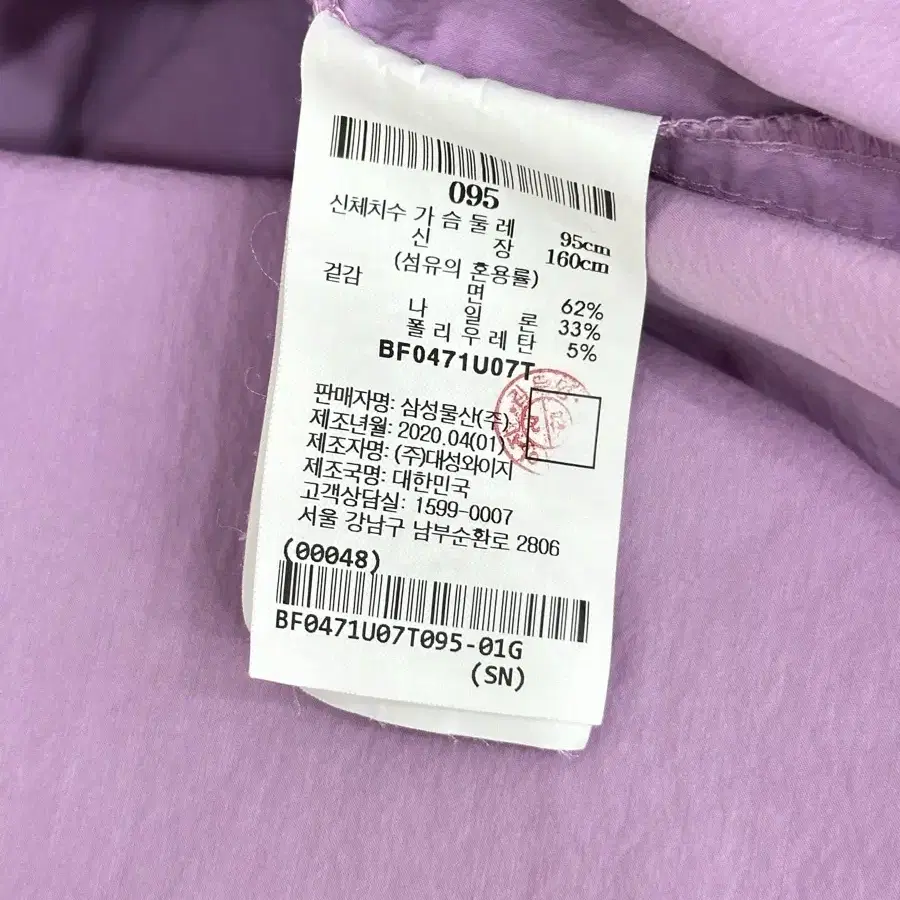 095
신체치수 가슴둘레 95cm
신 장 160cm
(섬유의 혼용률)
겉감 면 62%
나 일 론 33%
폴 리 우 레 탄 5%
BF0471U07T
판매자명: 삼성물산(주)
제조년월: 2020.04(01)
제조자명: (주)대성와이지
제조국명: 대한민국
고객상담실: 1599-0007
서울 강남구 남부순환로 2806
(00048)
BF0471U07T095-01G
(SN)